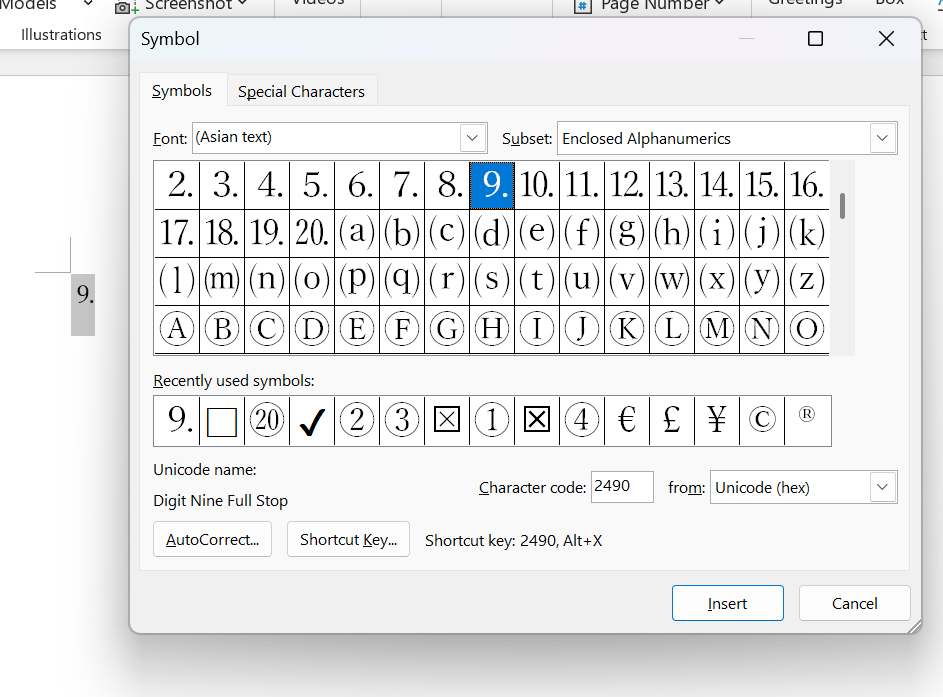 Models Screenshot Videos Page Number Greetings Box
Illustrations
Symbol
Symbols Special Characters
Font: (Asian text) Subset: Enclosed Alphanumerics
⒉ ⒊ ⒋ ⒌ ⒍ ⒎ ⒏ ⒐ ⒑ ⒒ ⒓ ⒔ ⒕ ⒖ ⒗
⒘ ⒙ ⒚ ⒛ ⒜ ⒝ ⒞ ⒟ ⒠ ⒡ ⒢ ⒣ ⒤ ⒥ ⒦
⒧ ⒨ ⒩ ⒪ ⒫ ⒬ ⒭ ⒮ ⒯ ⒰ ⒱ ⒲ ⒳ ⒴ ⒵
Ⓐ Ⓑ Ⓒ Ⓓ Ⓔ Ⓕ Ⓖ Ⓗ Ⓘ Ⓙ Ⓚ Ⓛ Ⓜ Ⓝ Ⓞ
⒐
Recently used symbols:
⒐ □ ⑳ ✔ ② ③ ☒ ① ☒ ④ € £ ¥ © ®
Unicode name:
Digit Nine Full Stop
Character code: 2490 from: Unicode (hex)
AutoCorrect... Shortcut Key... Shortcut key: 2490, Alt+X
Insert Cancel